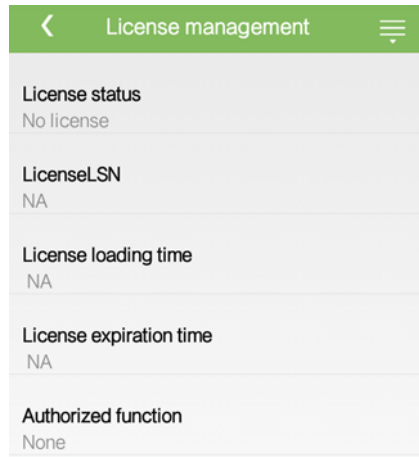 License management
License status
No license
LicenseLSN
NA
License loading time
NA
License expiration time
NA
Authorized function
None